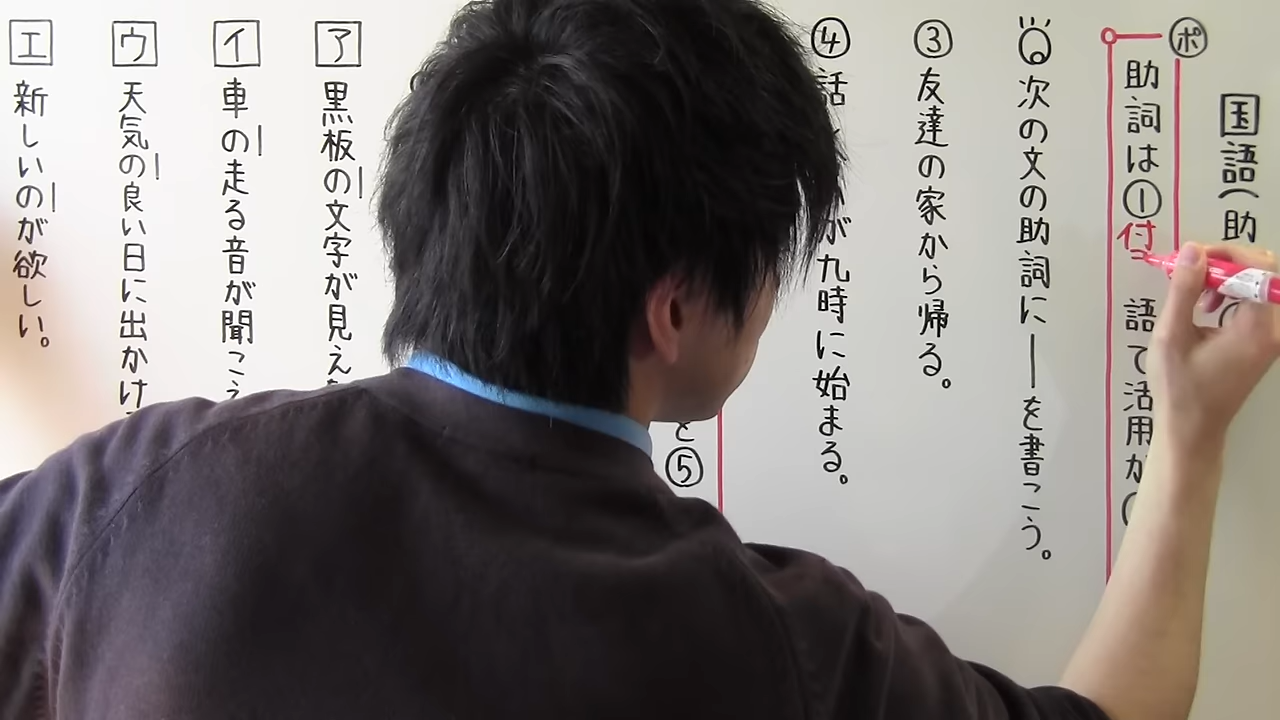 国語(助
ポ
助詞は①付 語で活用が
次の文の助詞に―を書こう。
③友達の家から帰る。
④話 が九時に始まる。
と⑤
ア 黒板の文字が見え
イ 車の走る音が聞こえ
ウ 天気の良い日に出かけ
エ 新しいのが欲しい。